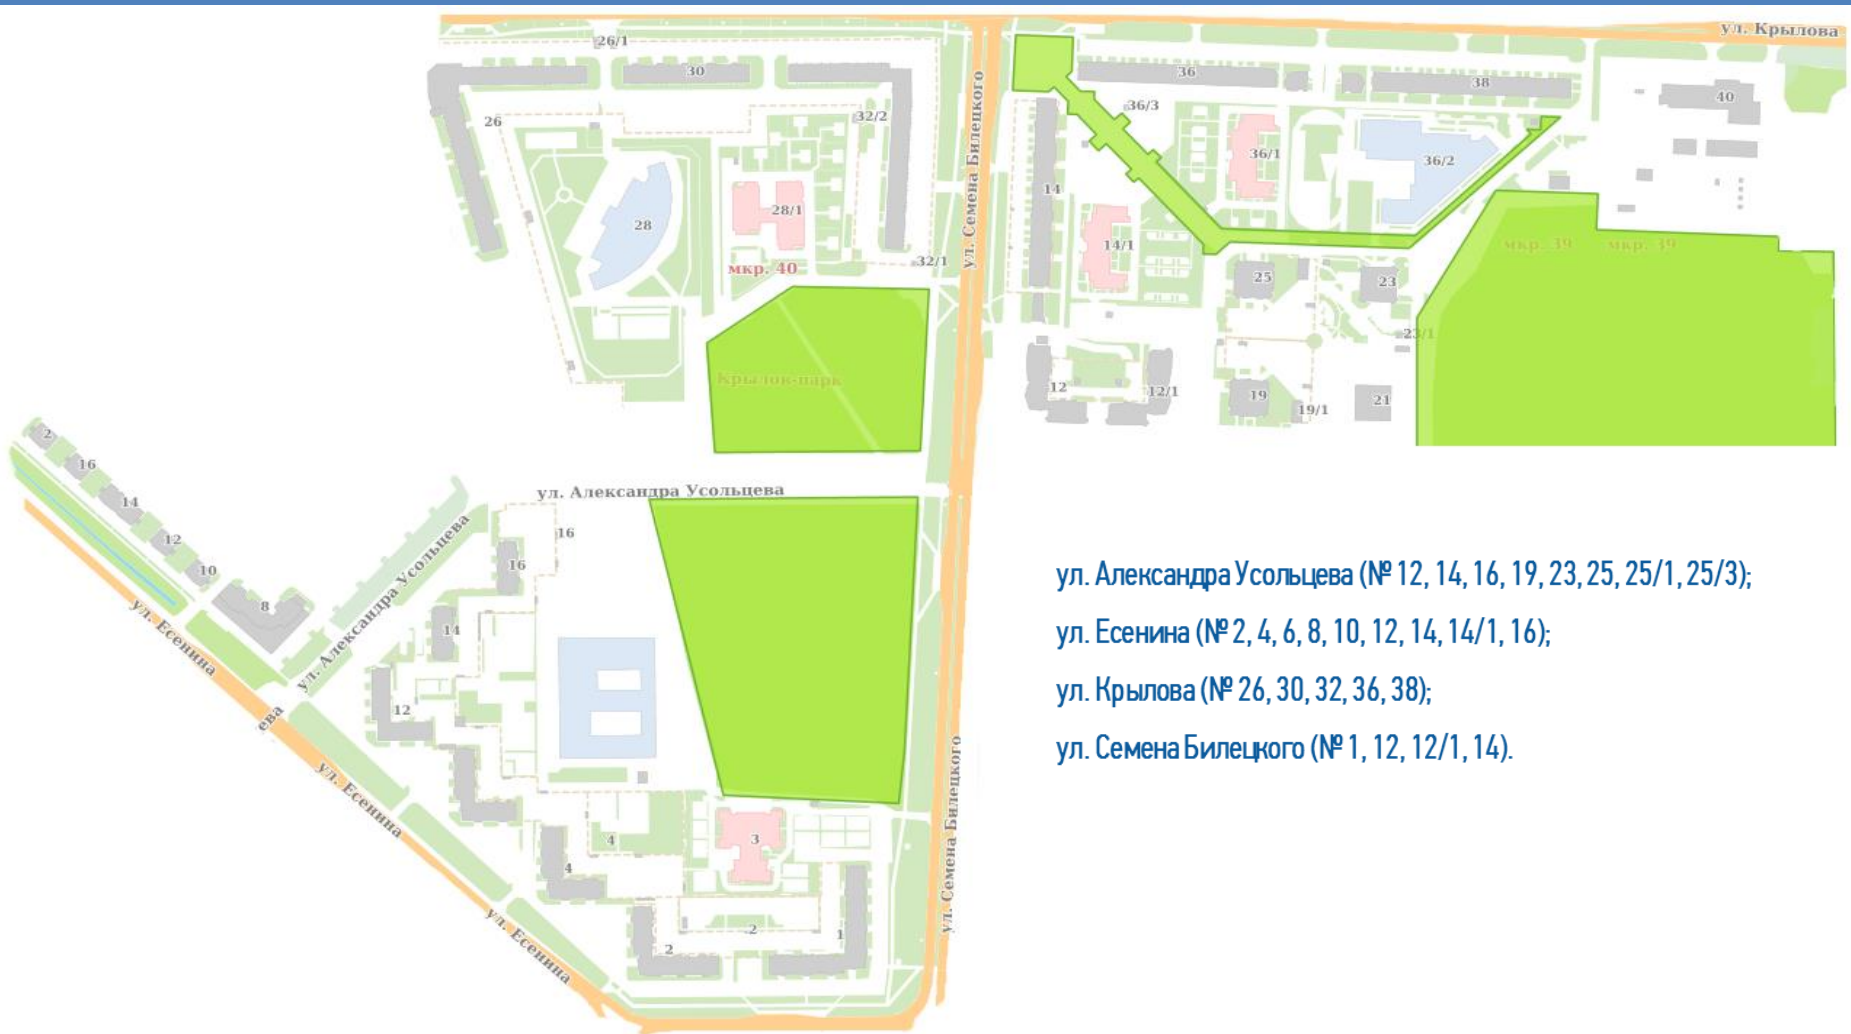 ул. Крылова
26/1
30
36
38
40
26
32/2
36/3
36/1
36/2
ул. Семена Билецкого
14
28
28/1
14/1
мкр. 39
мкр. 39
мкр. 40
32/1
25
23
23/1
Крылок-парк
12
12/1
19
19/1
21
2
16
14
12
10
8
ул. Александра Усольцева
16
16
ул. Александра Усольцева
14
12
ул. Есенина
ева
ул. Есенина
ул. Есенина
4
4
3
2
2
1
ул. Семена Билецкого
ул. Александра Усольцева (№ 12, 14, 16, 19, 23, 25, 25/1, 25/3);
ул. Есенина (№ 2, 4, 6, 8, 10, 12, 14, 14/1, 16);
ул. Крылова (№ 26, 30, 32, 36, 38);
ул. Семена Билецкого (№ 1, 12, 12/1, 14).